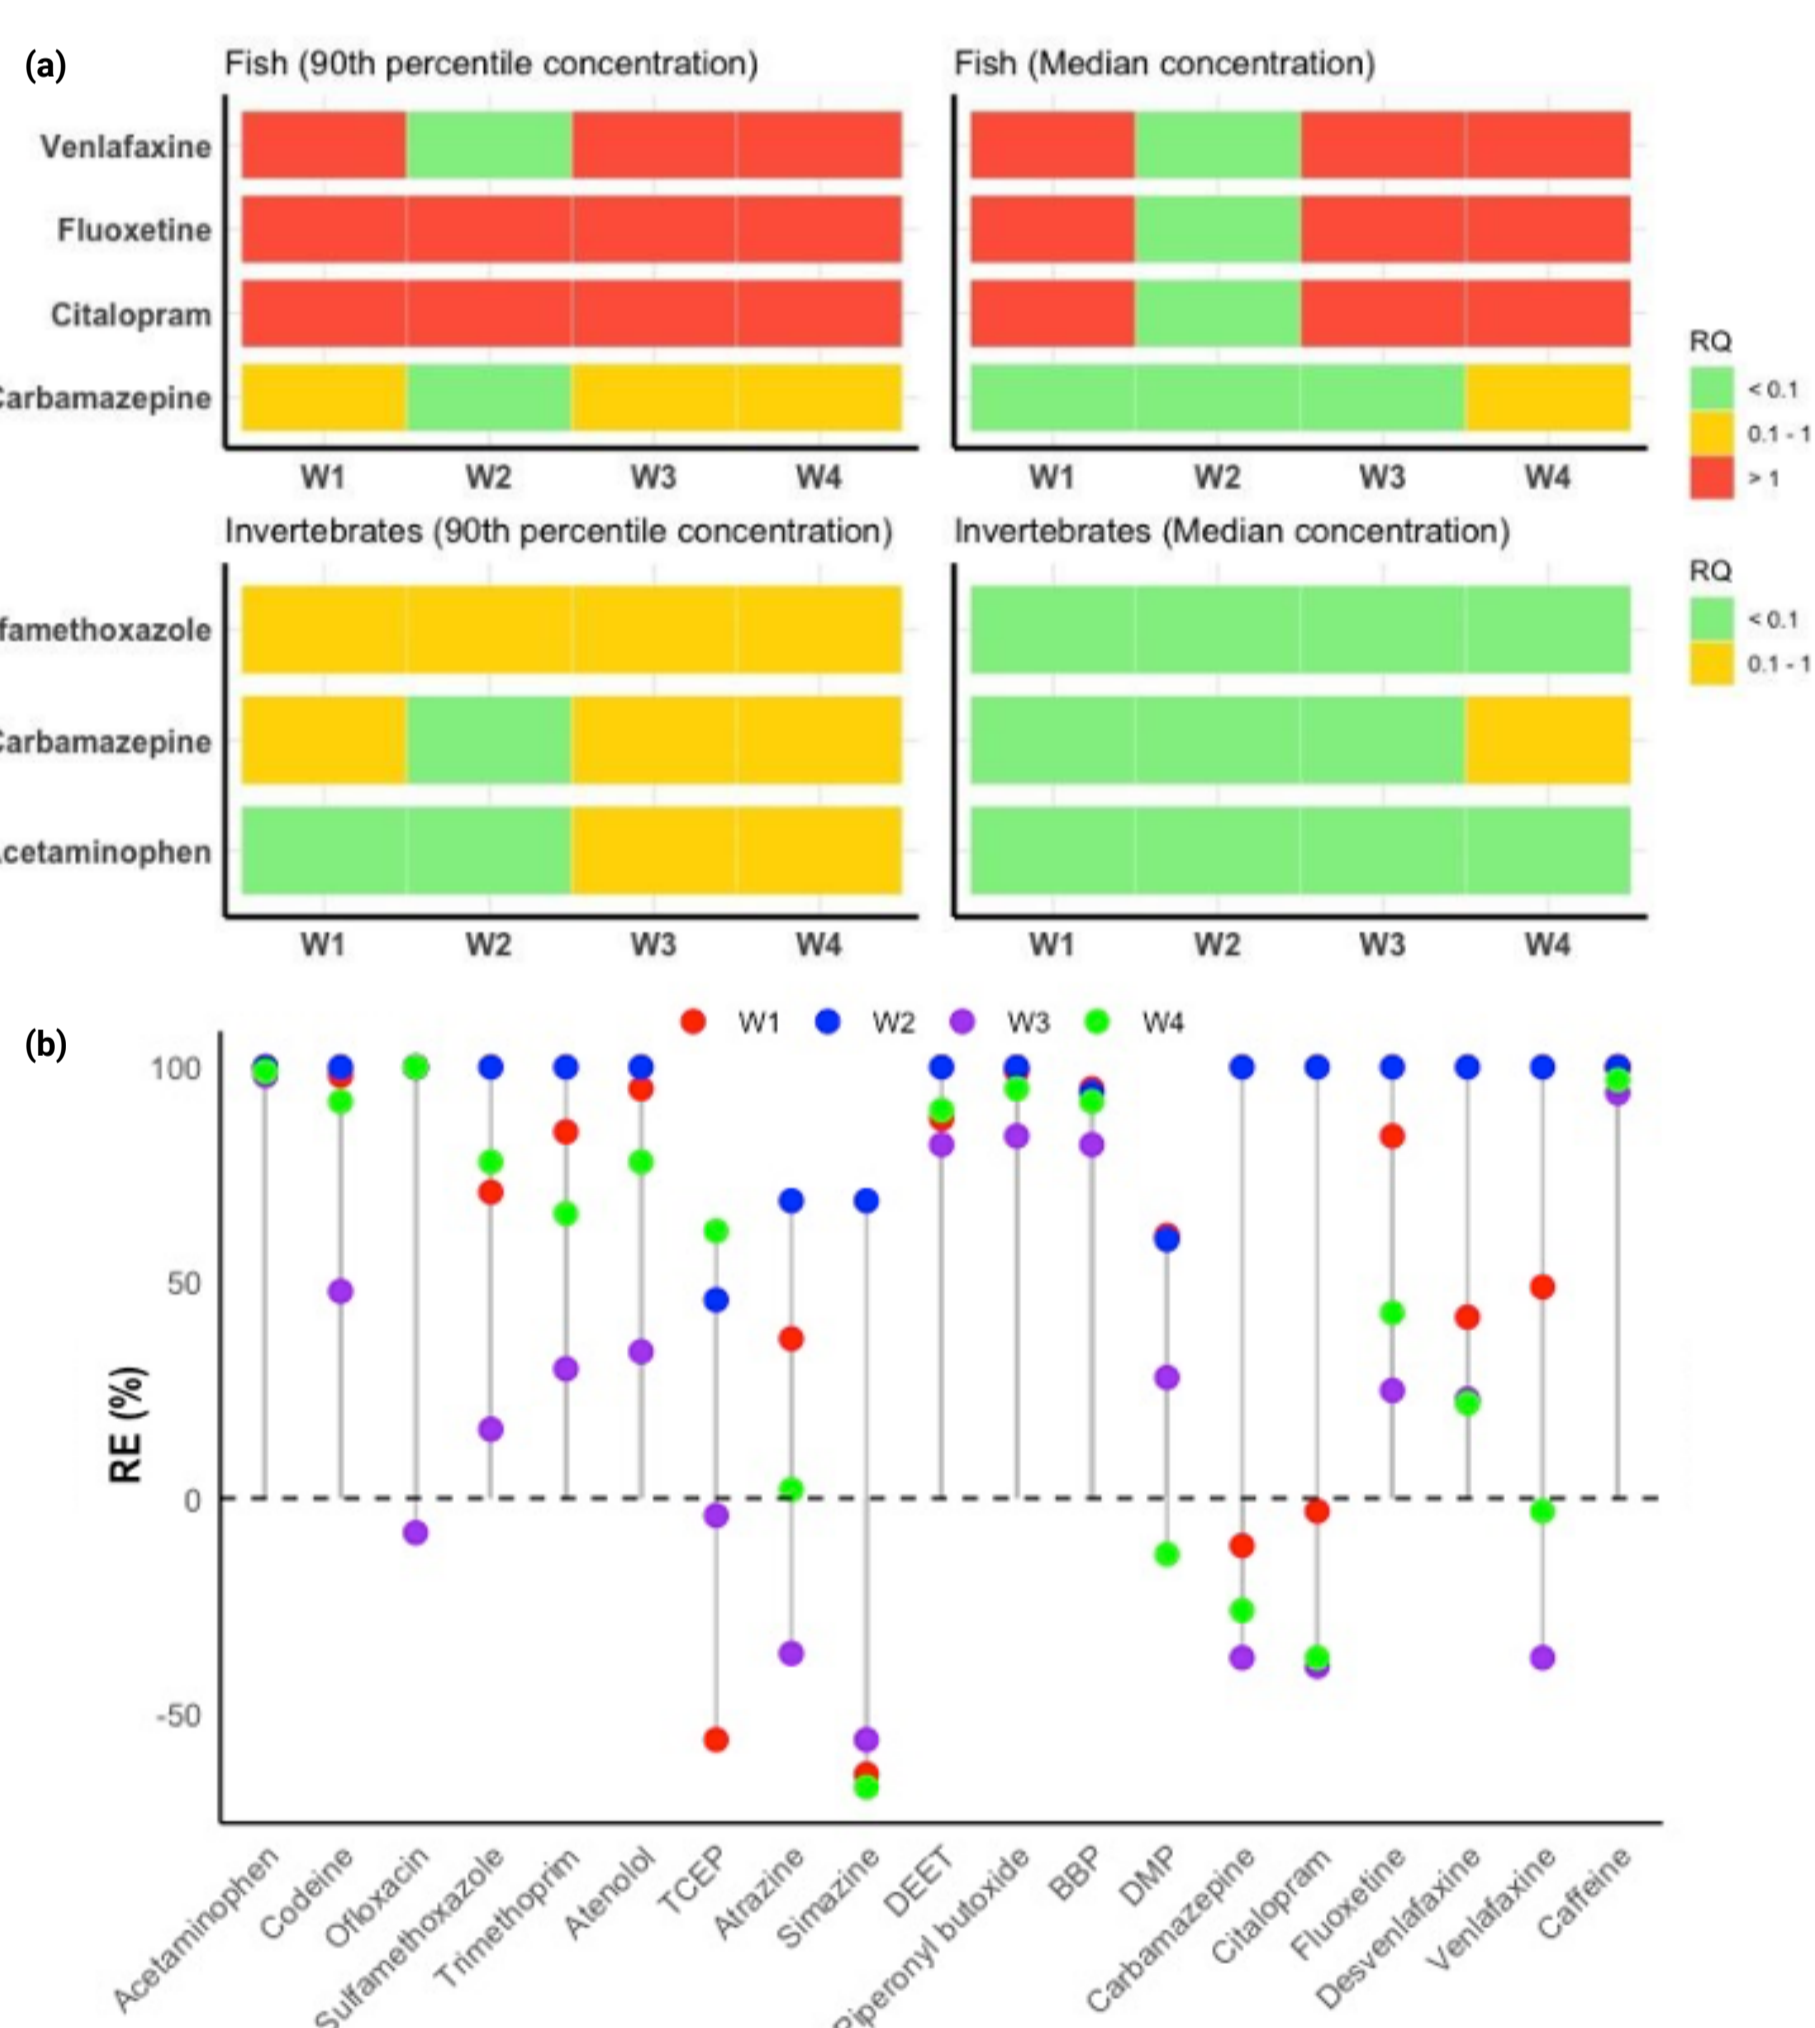 (a)
Fish (90th percentile concentration)
Fish (Median concentration)
Venlafaxine
Fluoxetine
Citalopram
Carbamazepine
W1 W2 W3 W4
W1 W2 W3 W4
RQ
< 0.1
0.1 - 1
> 1
Invertebrates (90th percentile concentration)
Invertebrates (Median concentration)
famethoxazole
Carbamazepine
cetaminophen
W1 W2 W3 W4
W1 W2 W3 W4
RQ
< 0.1
0.1 - 1
(b)
W1 W2 W3 W4
RE (%)
100
50
0
-50
Acetaminophen
Codeine
Ofloxacin
Sulfamethoxazole
Trimethoprim
Atenolol
TCEP
Atrazine
Simazine
DEET
Piperonyl butoxide
BBP
DMP
Carbamazepine
Citalopram
Fluoxetine
Desvenlafaxine
Venlafaxine
Caffeine